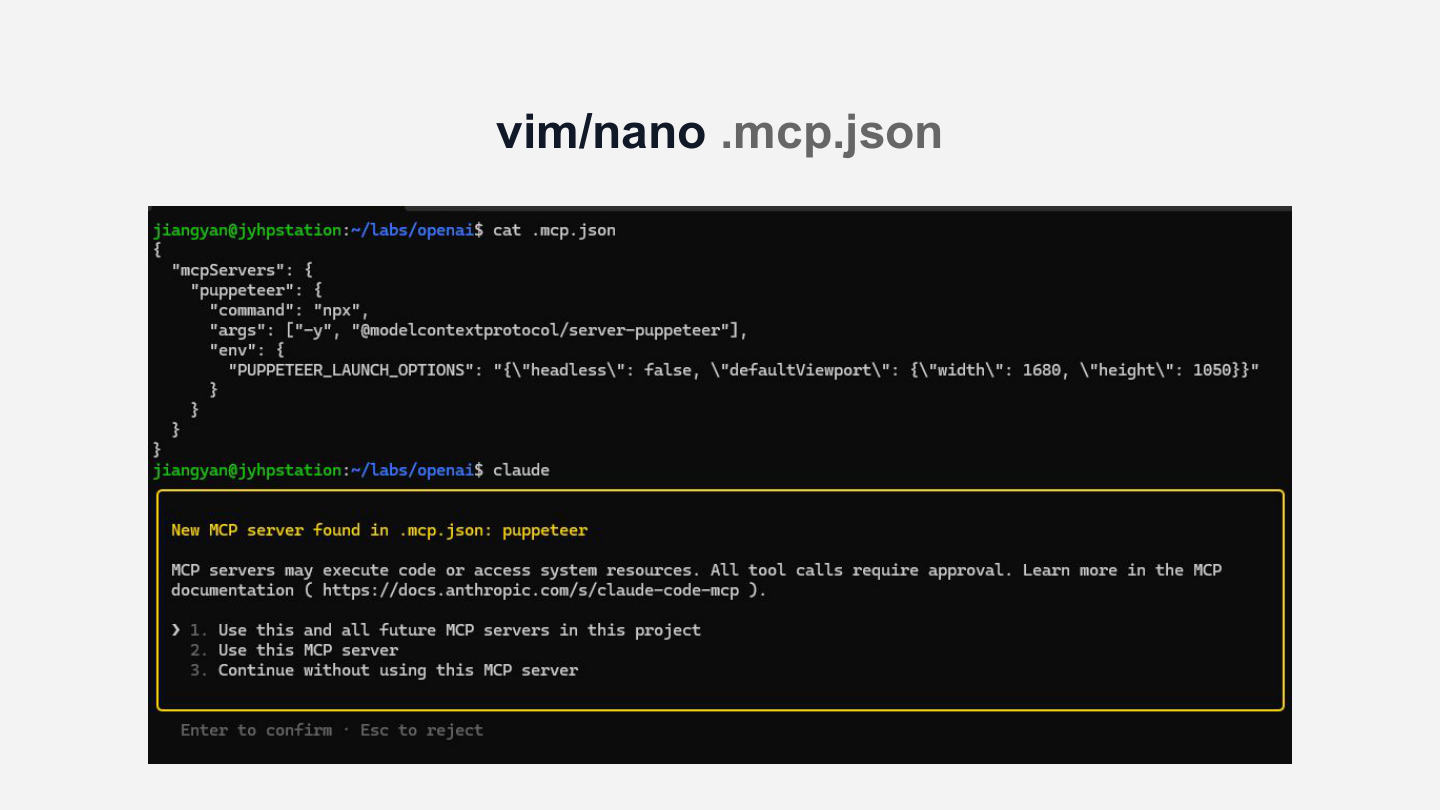 vim/nano .mcp.json
jiangyan@jyhpstation:~/labs/openai$ cat .mcp.json
{
  "mcpServers": {
    "puppeteer": {
      "command": "npx",
      "args": ["-y", "@modelcontextprotocol/server-puppeteer"],
      "env": {
        "PUPPETEER_LAUNCH_OPTIONS": "{\"headless\": false, \"defaultViewport\": {\"width\": 1680, \"height\": 1050}}"
      }
    }
  }
}
jiangyan@jyhpstation:~/labs/openai$ claude
New MCP server found in .mcp.json: puppeteer
MCP servers may execute code or access system resources. All tool calls require approval. Learn more in the MCP
documentation ( https://docs.anthropic.com/s/claude-code-mcp ).
❯ 1. Use this and all future MCP servers in this project
  2. Use this MCP server
  3. Continue without using this MCP server
Enter to confirm · Esc to reject